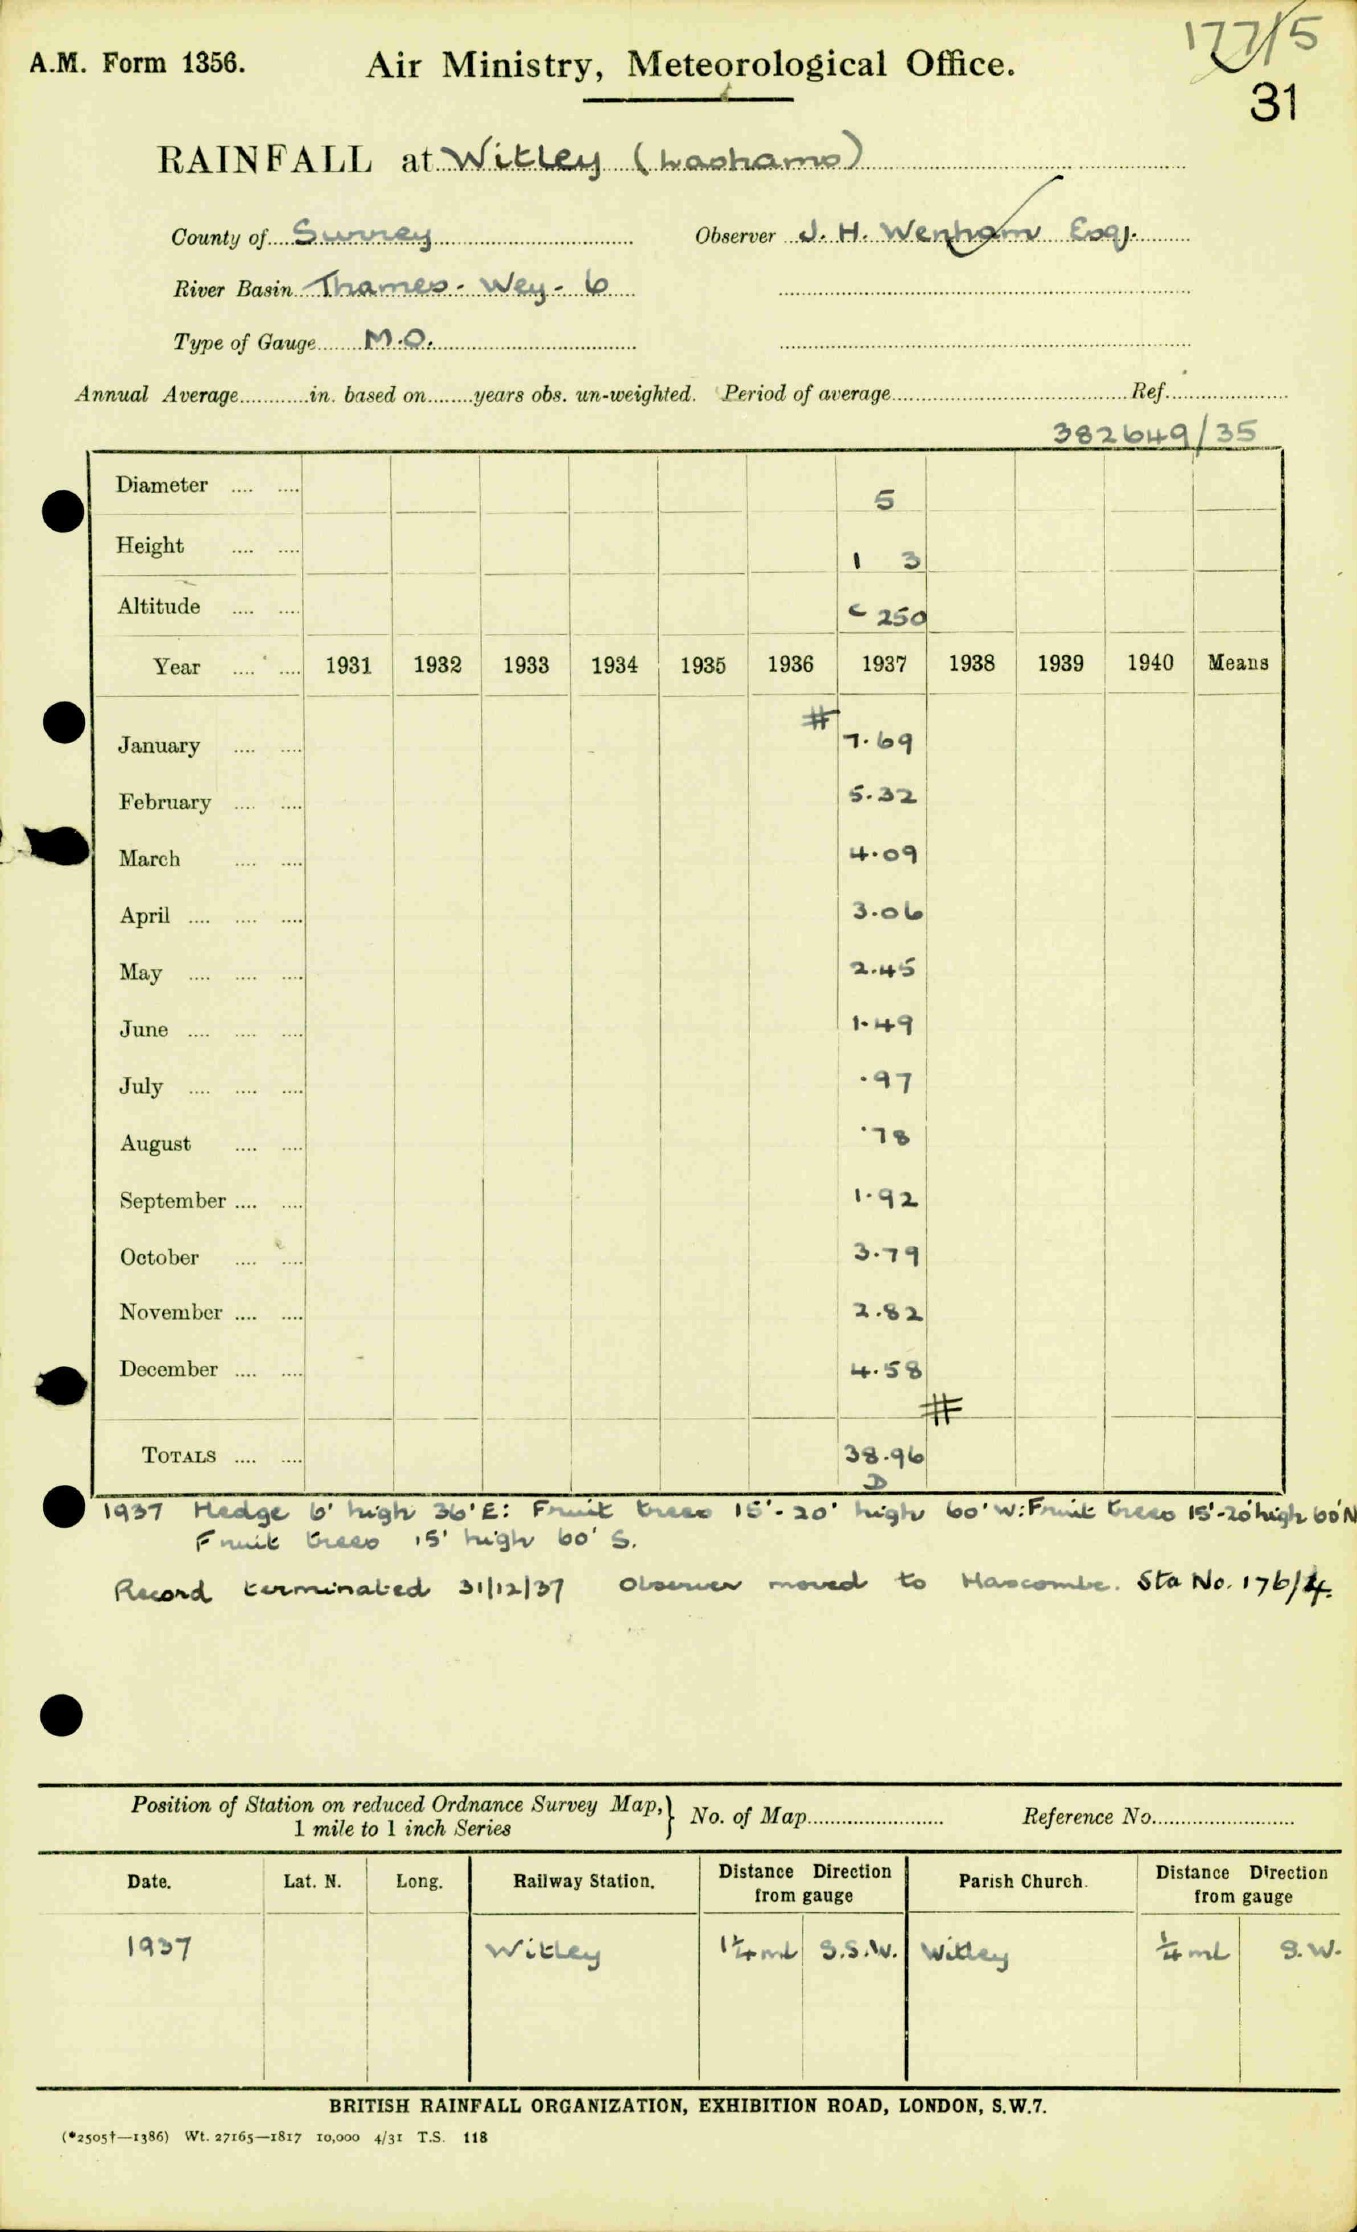 177/5
A.M. Form 1356. Air Ministry, Meteorological Office.
31
RAINFALL at Witley (Lashams)
County of Surrey Observer J. H. Wenham Esq.
River Basin Thames - Wey - 6
Type of Gauge M.O.
Annual Average in. based on years obs. un-weighted. Period of average Ref.
382649/35
Diameter 5
Height 1 3
Altitude c 250
Year 1931 1932 1933 1934 1935 1936 1937 1938 1939 1940 Means
January 7.69
February 5.32
March 4.09
April 3.06
May 2.45
June 1.49
July .97
August .78
September 1.92
October 3.79
November 2.82
December 4.58
TOTALS 38.96
D
1937 Hedge 6' high 36'E: Fruit trees 15'-20' high 60'W: Fruit trees 15'-20' high 60'N
Fruit trees 15' high 60' S.
Record terminated 31/12/37 Observer moved to Hascombe. Sta No. 176/4.
Position of Station on reduced Ordnance Survey Map,} No. of Map Reference No.
1 mile to 1 inch Series
Date. Lat. N. Long. Railway Station. Distance Direction from gauge Parish Church. Distance Direction from gauge
1937 Witley 1¼ ml S.S.W. Witley ¼ ml S.W.
BRITISH RAINFALL ORGANIZATION, EXHIBITION ROAD, LONDON, S.W.7.
(*2505†—1386) Wt. 27165—1817 10,000 4/31 T.S. 118